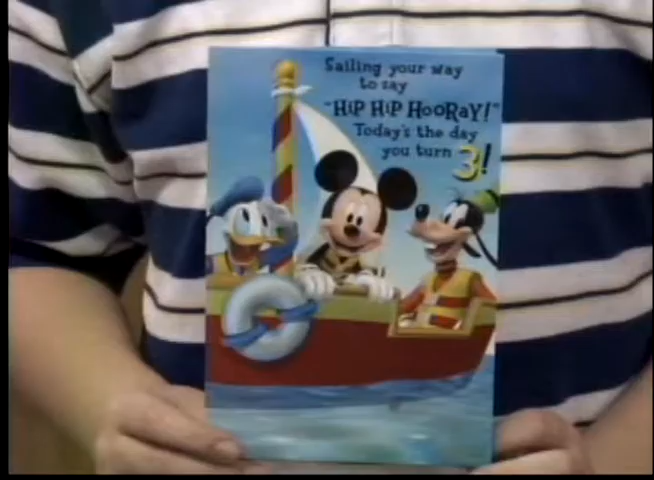 Sailing your way
to say
"HiP HiP HooRay!"
Today's the day
you turn 3!